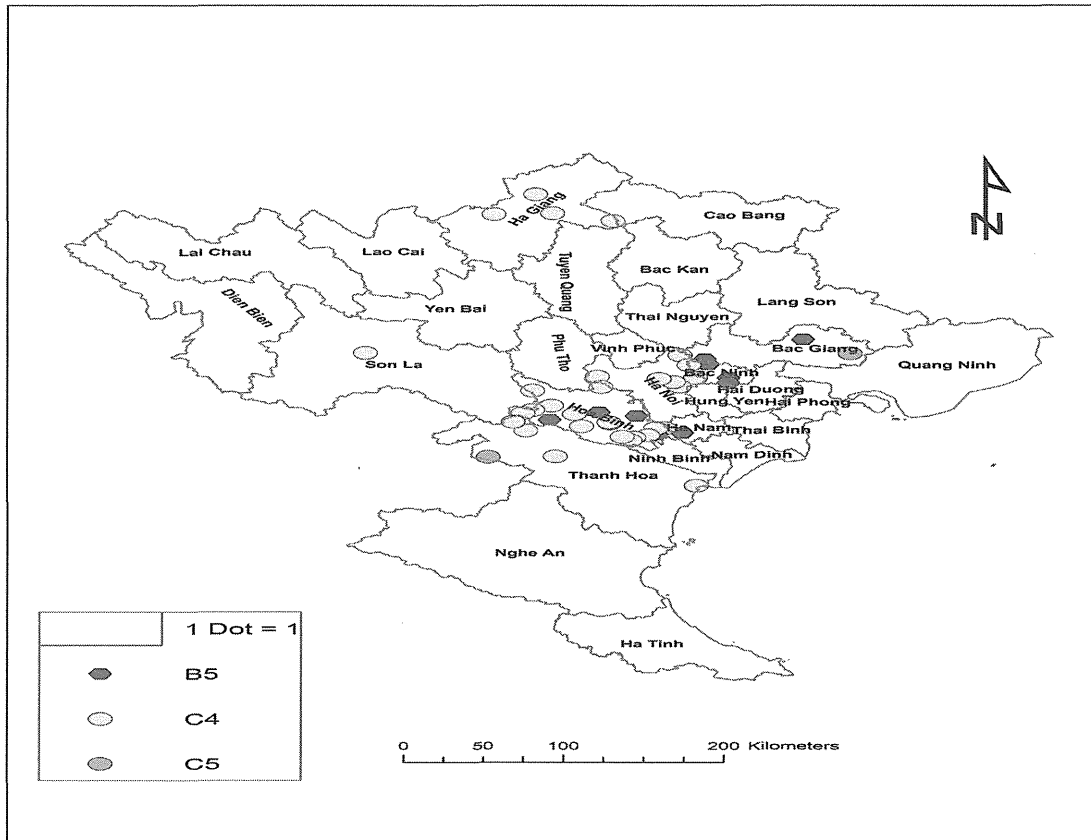 Ha Giang
Cao Bang
Lai Chau
Lao Cai
Tuyen Quang
Bac Kan
Dien Bien
Yen Bai
Lang Son
Thai Nguyen
Phu Tho
Vinh Phuc
Bac Giang
Son La
Quang Ninh
Bac Ninh
Ha Noi
Hai Duong
Hung Yen
Hai Phong
Hoa Binh
Ha Nam
Thai Binh
Ninh Binh
Nam Dinh
Thanh Hoa
Nghe An
Ha Tinh
N
1 Dot = 1
B5
C4
C5
0 50 100 200 Kilometers